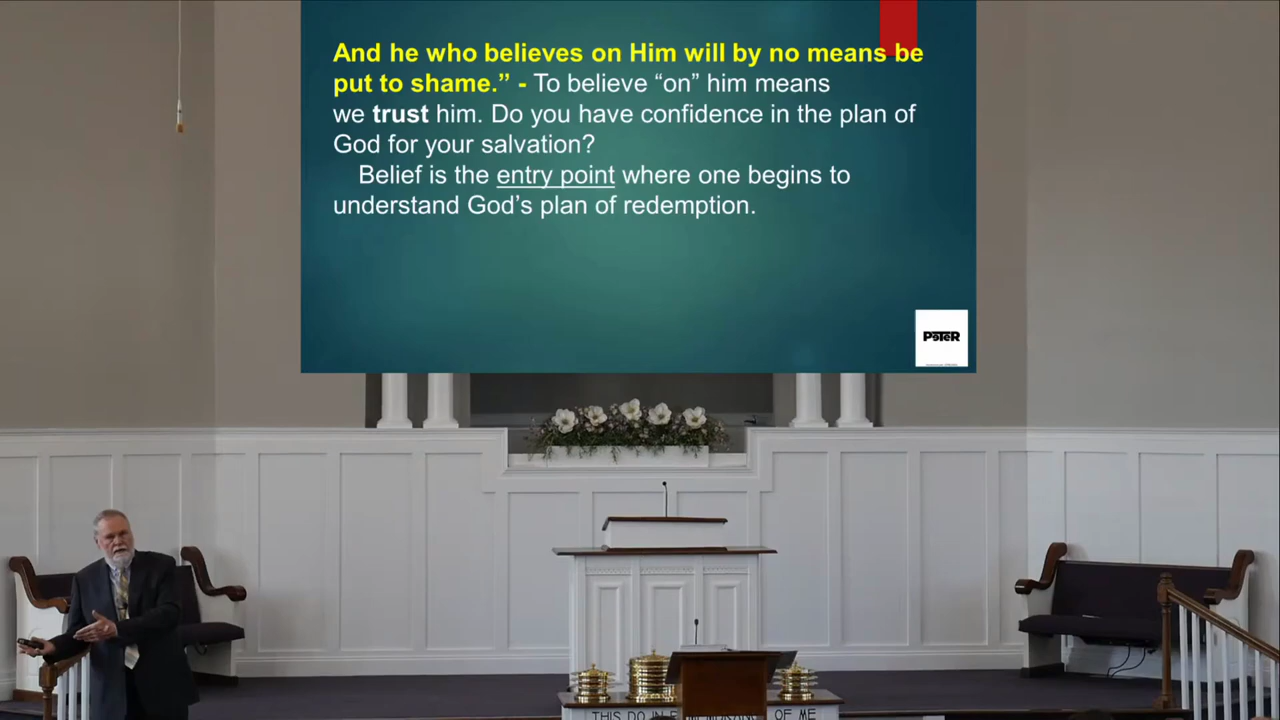 And he who believes on Him will by no means be
put to shame.” - To believe “on” him means
we trust him. Do you have confidence in the plan of
God for your salvation?
Belief is the entry point where one begins to
understand God’s plan of redemption.
PeTeR
THIS DO IN OF ME